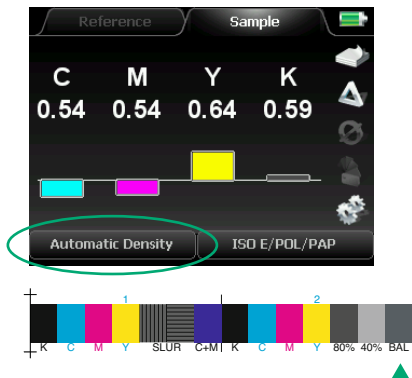 Reference Sample
C M Y K
0.54 0.54 0.64 0.59
Automatic Density ISO E/POL/PAP
1 2
K C M Y SLUR C+M K C M Y 80% 40% BAL